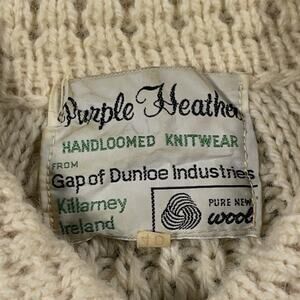 Purple Heather
HANDLOOMED KNITWEAR
FROM
Gap of Dunloe Industries
Killarney
Ireland
PURE NEW
wool